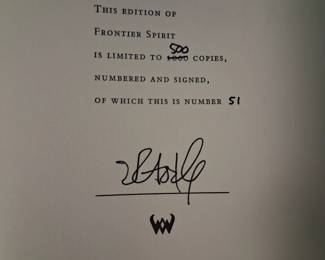 THIS EDITION OF
FRONTIER SPIRIT
500
IS LIMITED TO 1000 COPIES,
NUMBERED AND SIGNED,
OF WHICH THIS IS NUMBER 51